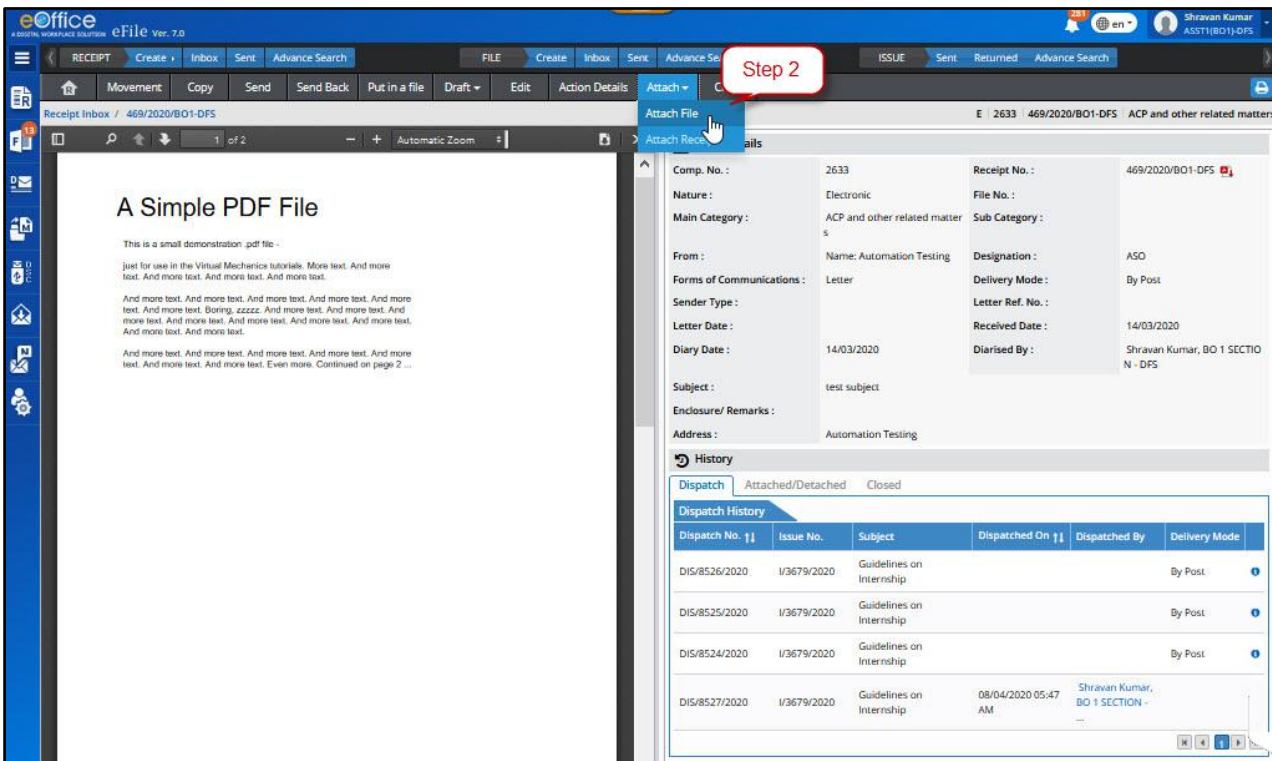 eOffice
A DIGITAL WORKPLACE SOLUTION eFile Ver. 7.0
281
en
Shravan Kumar
ASST1(BO1)-DFS
RECEIPT Create Inbox Sent Advance Search FILE Create Inbox Sent Advance ISSUE Sent Returned Advance Search
Step 2
Movement Copy Send Send Back Put in a file Draft Edit Action Details Attach
Receipt Inbox / 469/2020/BO1-DFS
Attach File
E 2633 469/2020/BO1-DFS ACP and other related matters
13
1 of 2 Automatic Zoom
Attach
Comp. No. : 2633 Receipt No. : 469/2020/BO1-DFS
Nature : Electronic File No. :
Main Category : ACP and other related matter Sub Category :
s
From : Name: Automation Testing Designation : ASO
Forms of Communications : Letter Delivery Mode : By Post
Sender Type : Letter Ref. No. :
Letter Date : Received Date : 14/03/2020
Diary Date : 14/03/2020 Diarised By : Shravan Kumar, BO 1 SECTIO
N - DFS
Subject : test subject
Enclosure/ Remarks :
Address : Automation Testing
A Simple PDF File
This is a small demonstration .pdf file -
just for use in the Virtual Mechanics tutorials. More text. And more
text. And more text. And more text. And more text.
And more text. And more text. And more text. And more text. And more
text. And more text. Boring, zzzzz. And more text. And more text. And
more text. And more text. And more text. And more text. And more text.
And more text. And more text.
And more text. And more text. And more text. And more text. And more
text. And more text. And more text. Even more. Continued on page 2 ...
History
Dispatch Attached/Detached Closed
Dispatch History
Dispatch No. Issue No. Subject Dispatched On Dispatched By Delivery Mode
DIS/8526/2020 I/3679/2020 Guidelines on
Internship By Post
DIS/8525/2020 I/3679/2020 Guidelines on
Internship By Post
DIS/8524/2020 I/3679/2020 Guidelines on
Internship By Post
DIS/8527/2020 I/3679/2020 Guidelines on
Internship 08/04/2020 05:47
AM Shravan Kumar,
BO 1 SECTION -
...
1